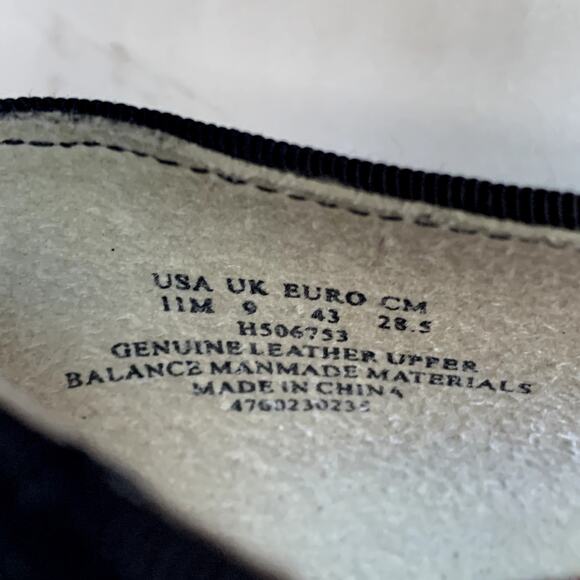 USA UK EURO CM
11M 9 43 28.5
H506753
GENUINE LEATHER UPPER
BALANCE MANMADE MATERIALS
MADE IN CHINA